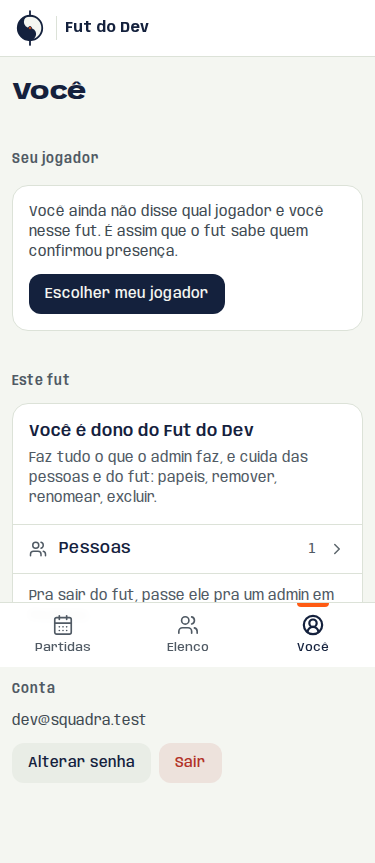 Fut do Dev
Você
Seu jogador
Você ainda não disse qual jogador é você
nesse fut. É assim que o fut sabe quem
confirmou presença.
Escolher meu jogador
Este fut
Você é dono do Fut do Dev
Faz tudo o que o admin faz, e cuida das
pessoas e do fut: papéis, remover,
renomear, excluir.
Pessoas
1
Pra sair do fut, passe ele pra um admin em
Partidas
Elenco
Você
Conta
dev@squadra.test
Alterar senha
Sair